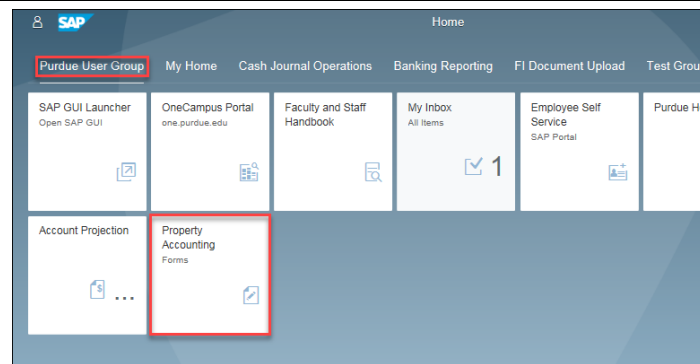 SAP
Home
Purdue User Group My Home Cash Journal Operations Banking Reporting FI Document Upload Test Grou
SAP GUI Launcher
Open SAP GUI
OneCampus Portal
one.purdue.edu
Faculty and Staff
Handbook
My Inbox
All Items
1
Employee Self
Service
SAP Portal
Purdue H
Account Projection
...
Property
Accounting
Forms